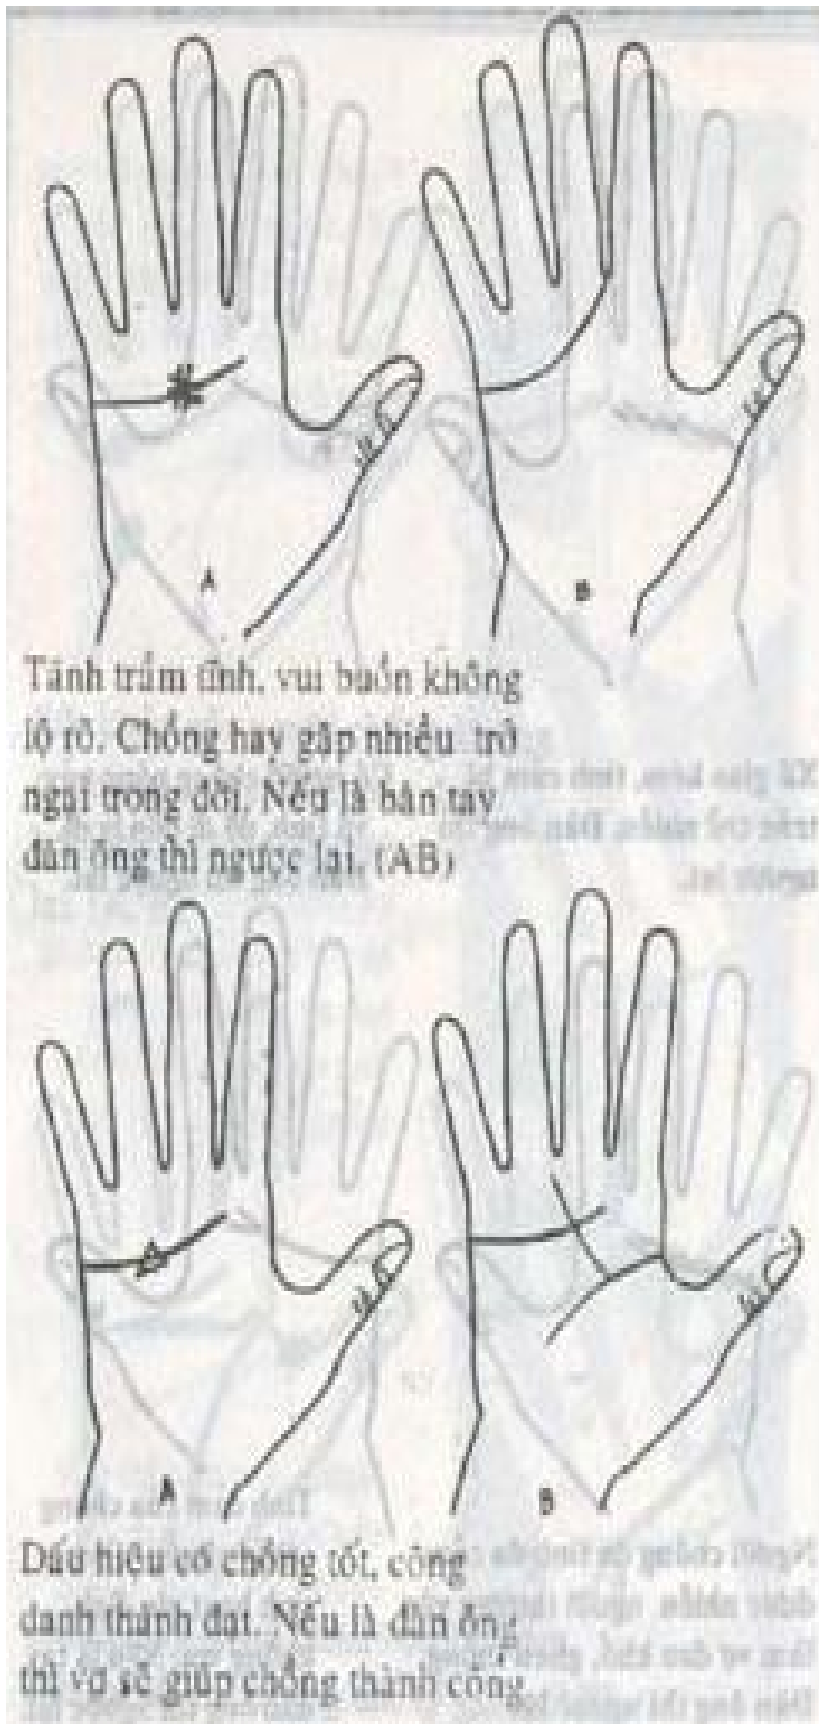 A
B
Tánh trầm tĩnh, vui buồn không
lộ rõ. Chồng hay gặp nhiều trở
ngại trong đời. Nếu là bàn tay
đàn ông thì ngược lại. (AB)
A
B
Dấu hiệu có chồng tốt, công
danh thành đạt. Nếu là đàn ông
thì vợ sẽ giúp chồng thành công